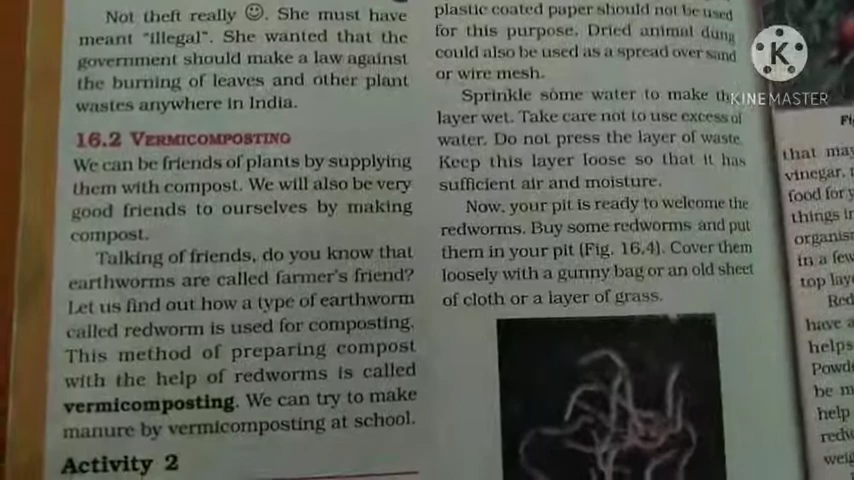 Not theft really ☺. She must have
meant "illegal". She wanted that the
government should make a law against
the burning of leaves and other plant
wastes anywhere in India.
16.2 VERMICOMPOSTING
We can be friends of plants by supplying
them with compost. We will also be very
good friends to ourselves by making
compost.
Talking of friends, do you know that
earthworms are called farmer's friend?
Let us find out how a type of earthworm
called redworm is used for composting.
This method of preparing compost
with the help of redworms is called
vermicomposting. We can try to make
manure by vermicomposting at school.
Activity 2
plastic coated paper should not be used
for this purpose. Dried animal dung
could also be used as a spread over sand
or wire mesh.
Sprinkle some water to make
layer wet. Take care not to use excess of
water. Do not press the layer of waste.
Keep this layer loose so that it has
sufficient air and moisture.
Now, your pit is ready to welcome the
redworms. Buy some redworms and put
them in your pit (Fig. 16.4). Cover them
loosely with a gunny bag or an old sheet
of cloth or a layer of grass.
that may
vinegar,
food for
things in
organis
in a few
top lay
Red
have a
helps
Powd
be m
help
redw
weig
K
KINEMASTER